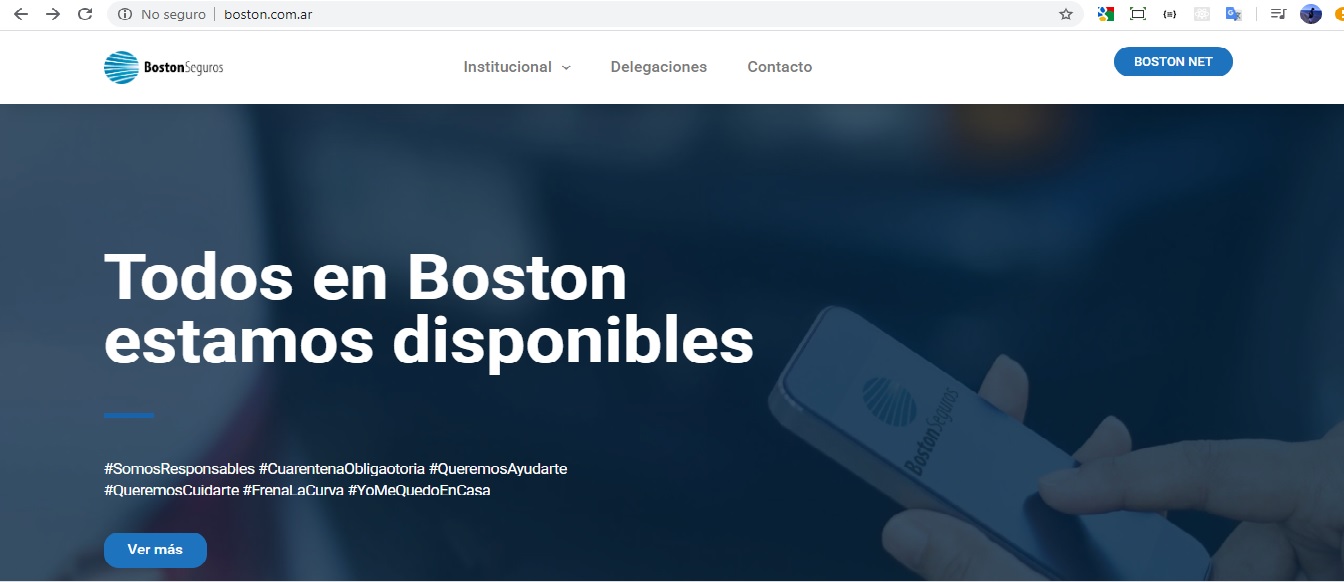 No seguro boston.com.ar
BostonSeguros
Institucional
Delegaciones
Contacto
BOSTON NET
Todos en Boston
estamos disponibles
#SomosResponsables #CuarentenaObligaotoria #QueremosAyudarte
#QueremosCuidarte #FrenaLaCurva #YoMeQuedoEnCasa
BostonSeguros
Ver más